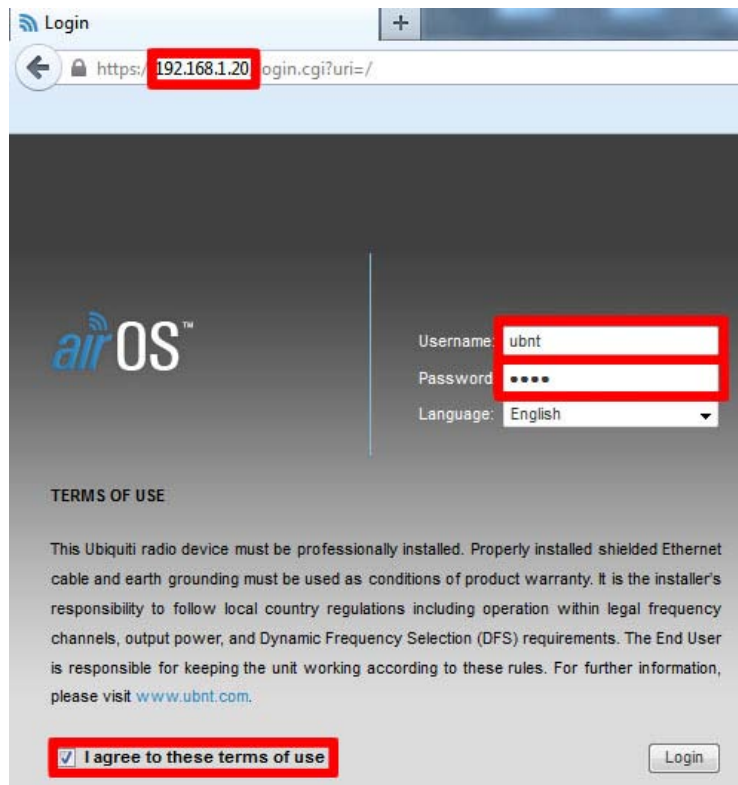 Login
+
https:/ 192.168.1.20 ogin.cgi?uri=/
airOS™
Username: ubnt
Password ••••
Language: English
TERMS OF USE
This Ubiquiti radio device must be professionally installed. Properly installed shielded Ethernet
cable and earth grounding must be used as conditions of product warranty. It is the installer's
responsibility to follow local country regulations including operation within legal frequency
channels, output power, and Dynamic Frequency Selection (DFS) requirements. The End User
is responsible for keeping the unit working according to these rules. For further information,
please visit www.ubnt.com.
I agree to these terms of use
Login